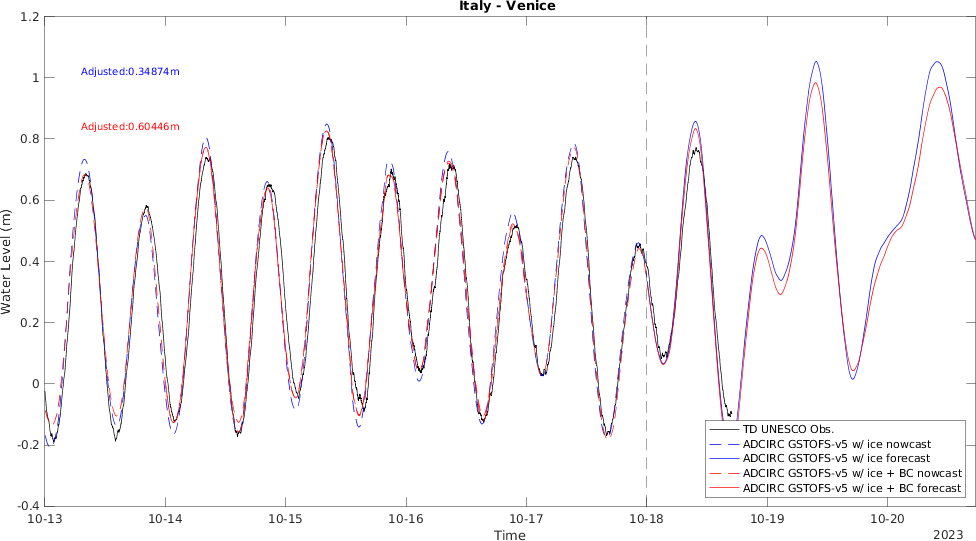 Italy - Venice
1.2
1
0.8
0.6
0.4
0.2
0
-0.2
-0.4
Water Level (m)
Adjusted:0.34874m
Adjusted:0.60446m
TD UNESCO Obs.
ADCIRC GSTOFS-v5 w/ ice nowcast
ADCIRC GSTOFS-v5 w/ ice forecast
ADCIRC GSTOFS-v5 w/ ice + BC nowcast
ADCIRC GSTOFS-v5 w/ ice + BC forecast
10-13 10-14 10-15 10-16 10-17 10-18 10-19 10-20
Time
2023